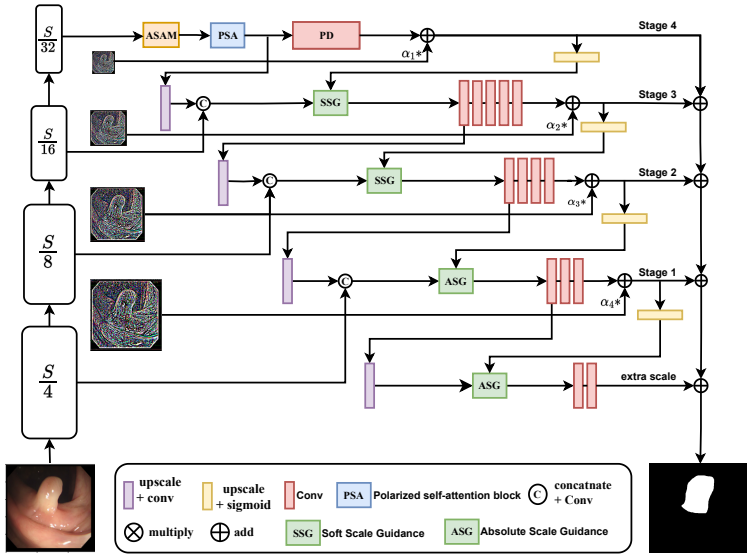 S
32
ASAM
PSA
PD
α₁*
Stage 4
S
16
C
SSG
α₂*
Stage 3
S
8
C
SSG
α₃*
Stage 2
S
4
C
ASG
α₄*
Stage 1
ASG
extra scale
upscale
+ conv
upscale
+ sigmoid
Conv
PSA Polarized self-attention block
C concatnate
+ Conv
multiply
add
SSG Soft Scale Guidance
ASG Absolute Scale Guidance